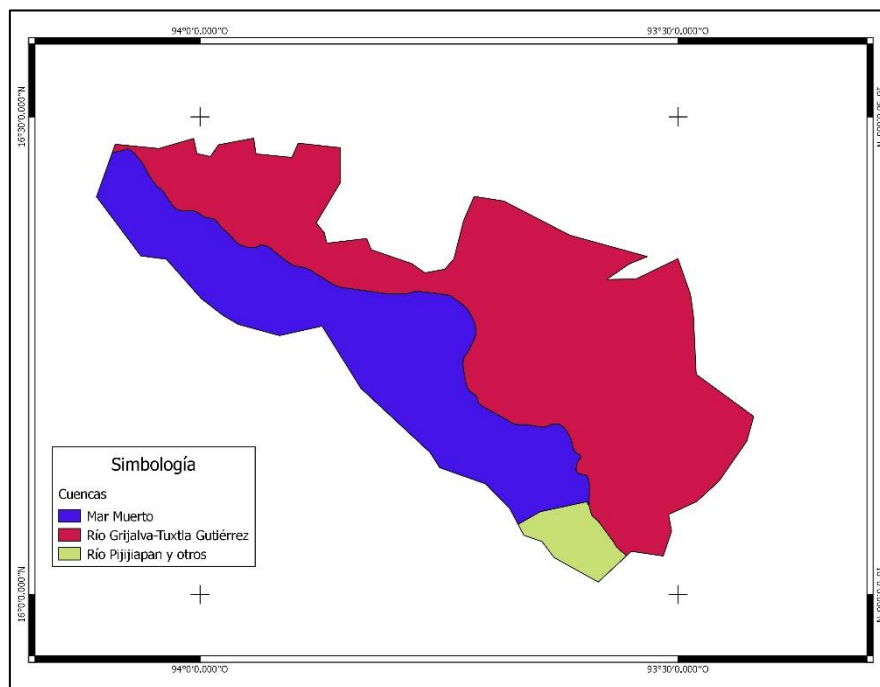 94°0'0.000"O 93°30'0.000"O
16°30'0.000"N
Simbología
Cuencas
Mar Muerto
Río Grijalva-Tuxtla Gutiérrez
Río Pijijiapan y otros
16°0'0.000"N
94°0'0.000"O 93°30'0.000"O